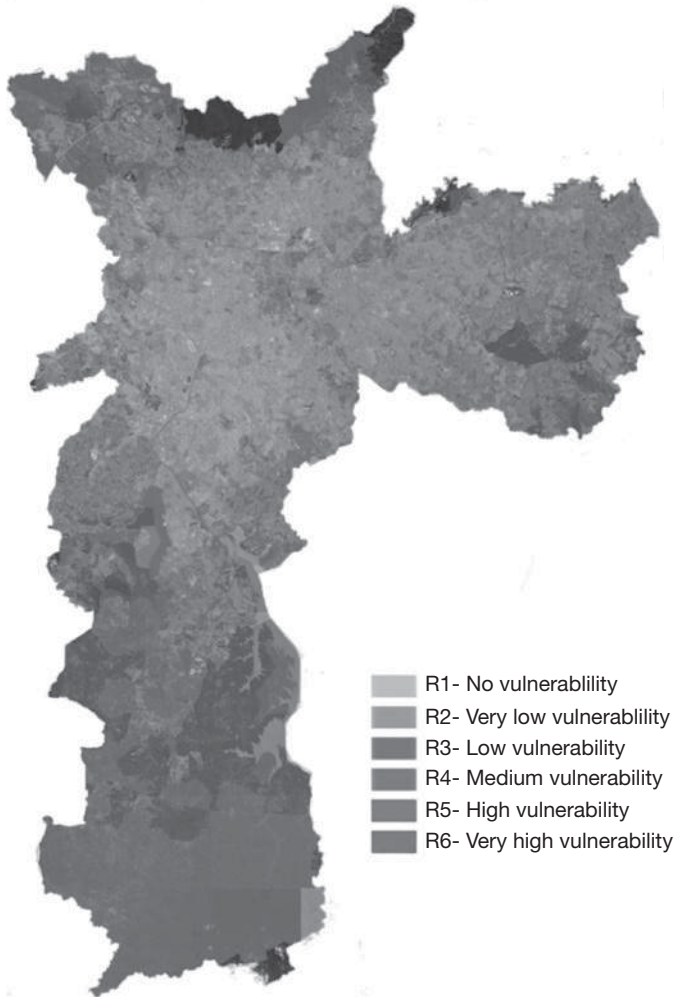 R1- No vulnerablility
R2- Very low vulnerablility
R3- Low vulnerability
R4- Medium vulnerability
R5- High vulnerability
R6- Very high vulnerability